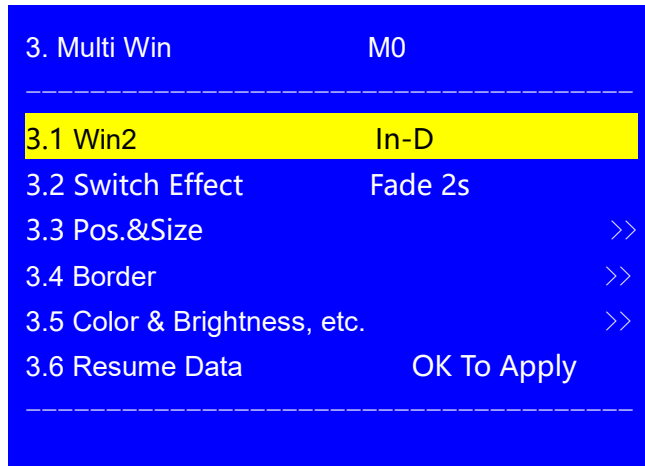 3. Multi Win M0
3.1 Win2 In-D
3.2 Switch Effect Fade 2s
3.3 Pos.&Size >>
3.4 Border >>
3.5 Color & Brightness, etc. >>
3.6 Resume Data OK To Apply